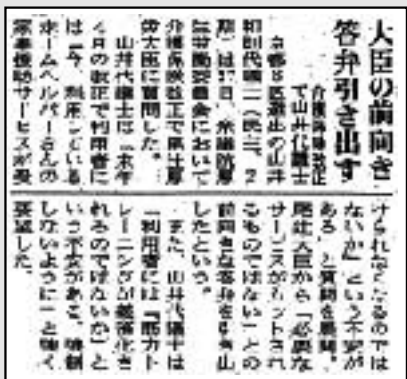 大臣の前向き
答弁引き出す
介護保険改正
で山井代議士
京都6区選出の山井
和則代議士(民主、2
期)は27日、衆議院厚
生労働委員会において
介護保険改正で尾辻厚
労大臣に質問した。
山井代議士は「来年
4月の改正で利用者に
は『今、利用している
ホームヘルパーさんの
家事援助サービスが受
けられなくなるのでは
ないか』という不安が
ある」と質問を展開。
尾辻大臣から「必要な
サービスがカットされ
るものではない」との
前向きな答弁を引き出
したという。
また、山井代議士は
「利用者には『筋力ト
レーニングが義務化さ
れるのではないか』と
いう不安がある。強制
しないように」と強く
要望した。